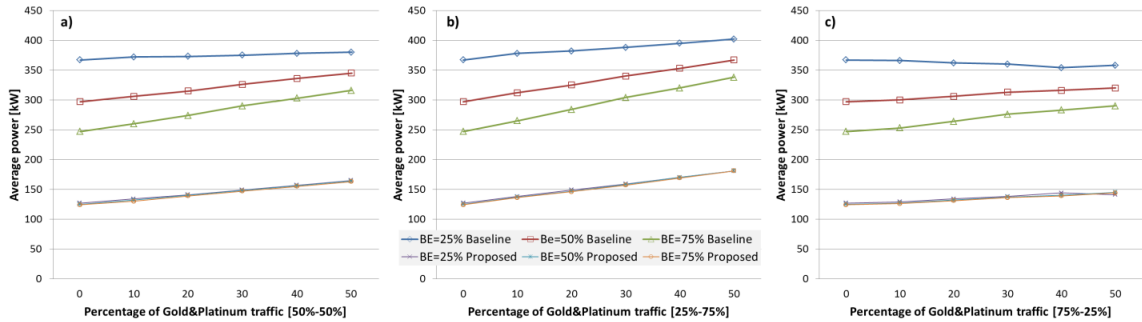 a)
Average power [kW]
450
400
350
300
250
200
150
100
50
0
0 10 20 30 40 50
Percentage of Gold&Platinum traffic [50%-50%]
b)
Average power [kW]
450
400
350
300
250
200
150
100
50
0
BE=25% Baseline Be=50% Baseline BE=75% Baseline
BE=25% Proposed BE=50% Proposed BE=75% Proposed
0 10 20 30 40 50
Percentage of Gold&Platinum traffic [25%-75%]
c)
Average power [kW]
450
400
350
300
250
200
150
100
50
0
0 10 20 30 40 50
Percentage of Gold&Platinum traffic [75%-25%]